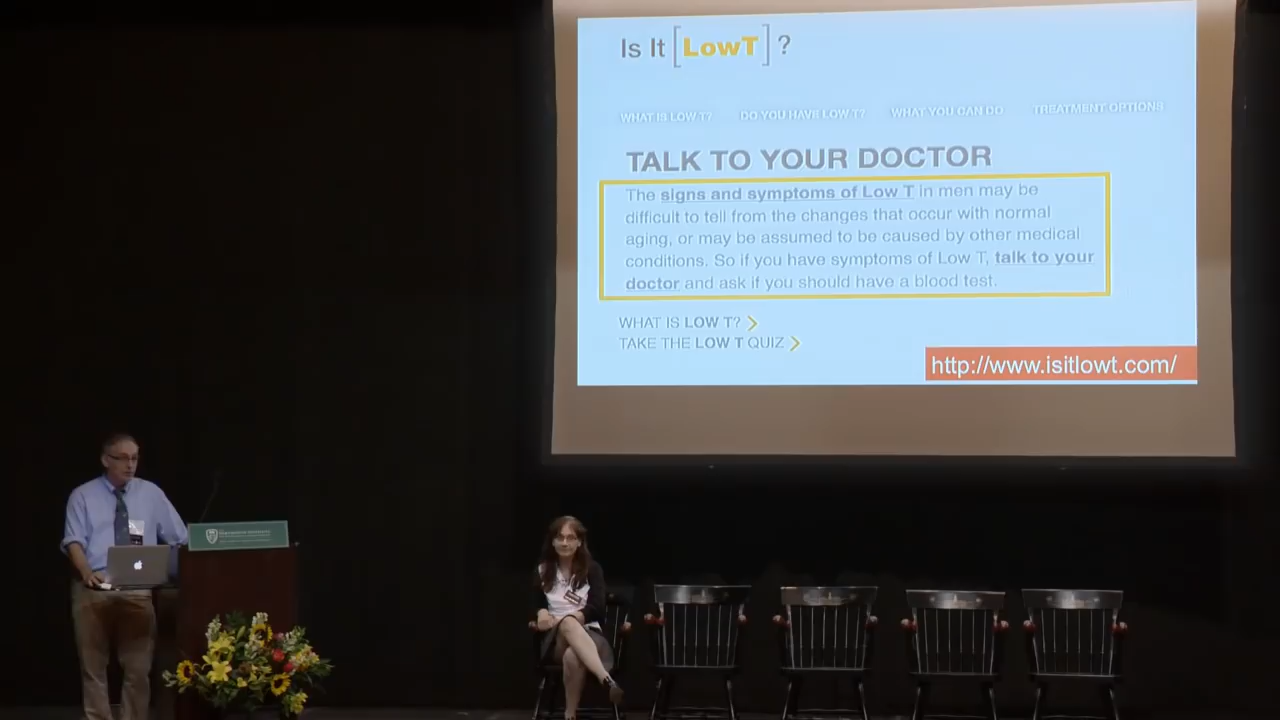 Is It [LowT]?
WHAT IS LOW T? DO YOU HAVE LOW T? WHAT YOU CAN DO TREATMENT OPTIONS
TALK TO YOUR DOCTOR
The signs and symptoms of Low T in men may be
difficult to tell from the changes that occur with normal
aging, or may be assumed to be caused by other medical
conditions. So if you have symptoms of Low T, talk to your
doctor and ask if you should have a blood test.
WHAT IS LOW T? >
TAKE THE LOW T QUIZ >
http://www.isitlowt.com/